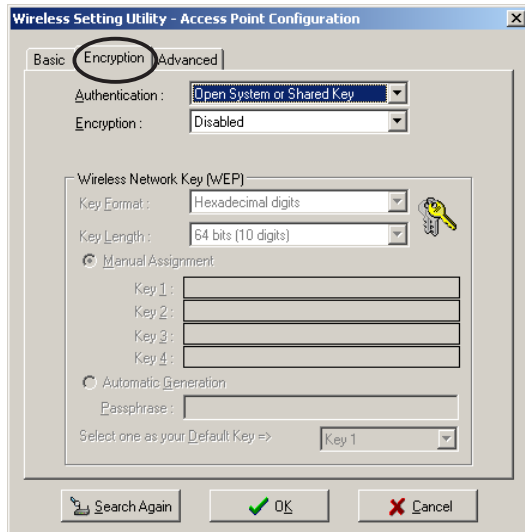 Wireless Setting Utility - Access Point Configuration
Basic Encryption Advanced
Authentication : Open System or Shared Key
Encryption : Disabled
Wireless Network Key (WEP)
Key Format : Hexadecimal digits
Key Length : 64 bits (10 digits)
Manual Assignment
Key 1 :
Key 2 :
Key 3 :
Key 4 :
Automatic Generation
Passphrase :
Select one as your Default Key => Key 1
Search Again OK Cancel